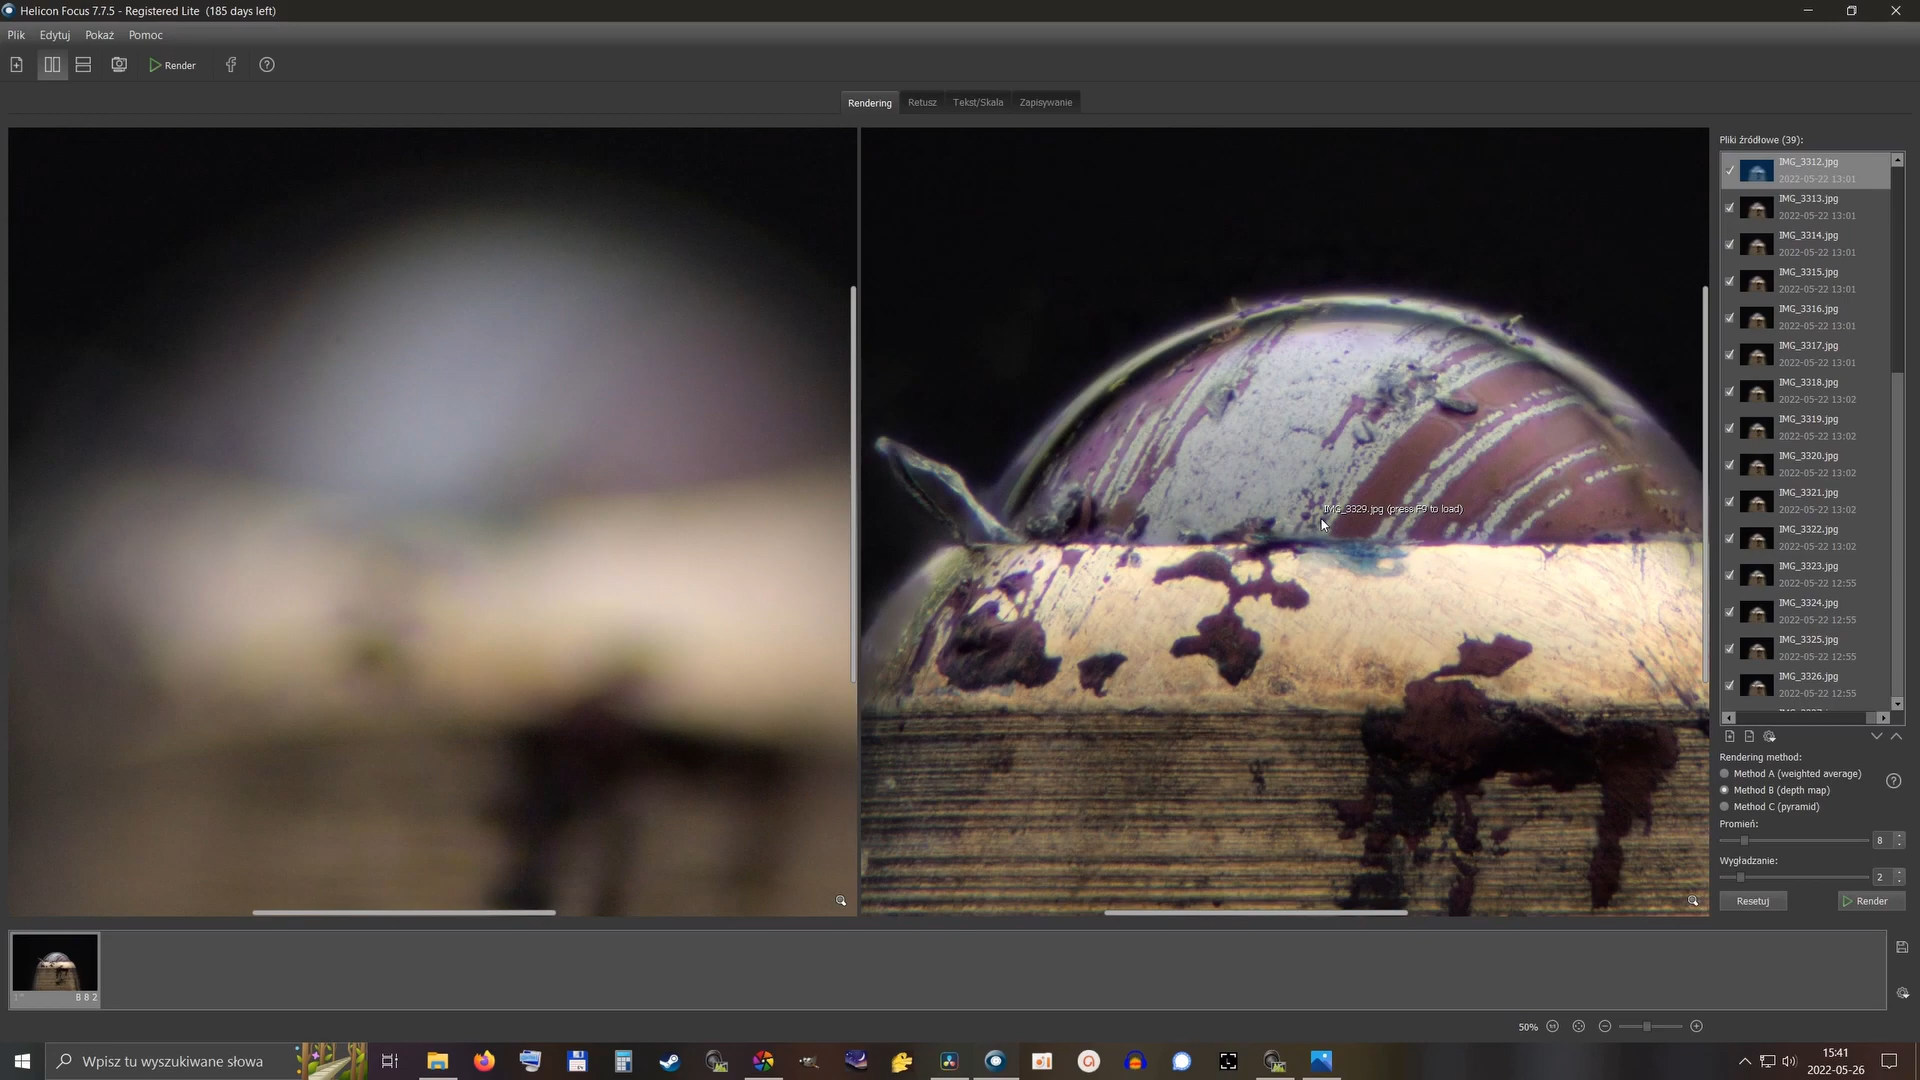 Helicon Focus 7.7.5 - Registered Lite  (185 days left)
Plik Edytuj Pokaż Pomoc
Render
Rendering Retusz Tekst/Skala Zapisywanie
Pliki źródłowe (39):
IMG_3312.jpg
2022-05-22 13:01
IMG_3313.jpg
2022-05-22 13:01
IMG_3314.jpg
2022-05-22 13:01
IMG_3315.jpg
2022-05-22 13:01
IMG_3316.jpg
2022-05-22 13:01
IMG_3317.jpg
2022-05-22 13:01
IMG_3318.jpg
2022-05-22 13:02
IMG_3319.jpg
2022-05-22 13:02
IMG_3320.jpg
2022-05-22 13:02
IMG_3321.jpg
2022-05-22 13:02
IMG_3322.jpg
2022-05-22 13:02
IMG_3323.jpg
2022-05-22 12:55
IMG_3324.jpg
2022-05-22 12:55
IMG_3325.jpg
2022-05-22 12:55
IMG_3326.jpg
2022-05-22 12:55
IMG_3329.jpg (press F9 to load)
Rendering method:
Method A (weighted average)
Method B (depth map)
Method C (pyramid)
Promień:
8
Wygładzanie:
2
Resetuj Render
B 8 2
50%
Wpisz tu wyszukiwane słowa
15:41
2022-05-26